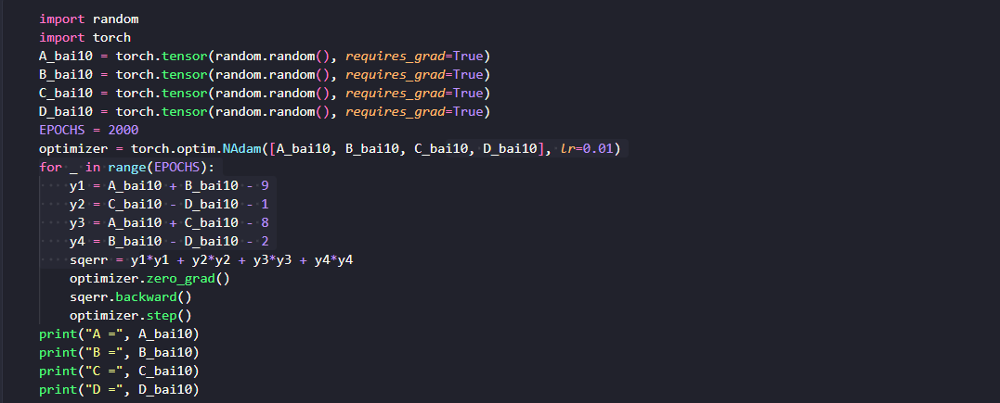 import random
import torch
A_bai10 = torch.tensor(random.random(), requires_grad=True)
B_bai10 = torch.tensor(random.random(), requires_grad=True)
C_bai10 = torch.tensor(random.random(), requires_grad=True)
D_bai10 = torch.tensor(random.random(), requires_grad=True)
EPOCHS = 2000
optimizer = torch.optim.NAdam([A_bai10, B_bai10, C_bai10, D_bai10], lr=0.01)
for _ in range(EPOCHS):
    y1 = A_bai10 + B_bai10 - 9
    y2 = C_bai10 - D_bai10 - 1
    y3 = A_bai10 + C_bai10 - 8
    y4 = B_bai10 - D_bai10 - 2
    sqerr = y1*y1 + y2*y2 + y3*y3 + y4*y4
    optimizer.zero_grad()
    sqerr.backward()
    optimizer.step()
print("A =", A_bai10)
print("B =", B_bai10)
print("C =", C_bai10)
print("D =", D_bai10)